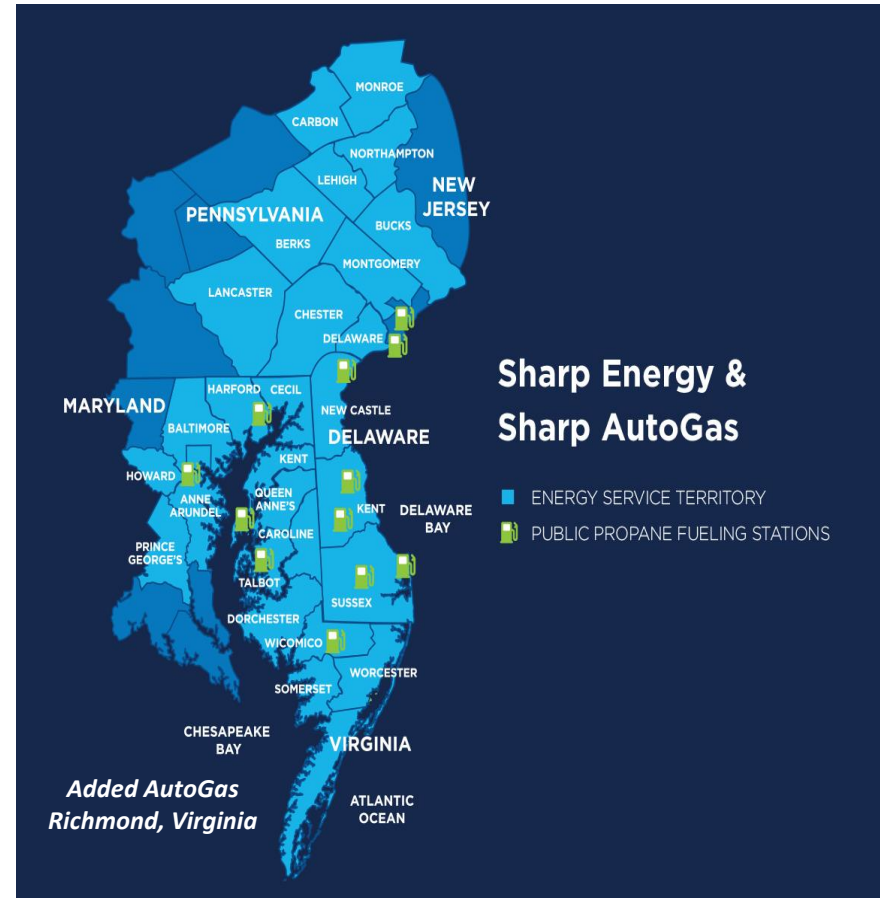 MONROE
CARBON
NORTHAMPTON
LEHIGH
NEW
JERSEY
PENNSYLVANIA
BUCKS
BERKS
MONTGOMERY
LANCASTER
CHESTER
DELAWARE
Sharp Energy &
Sharp AutoGas
HARFORD
CECIL
MARYLAND
NEW CASTLE
BALTIMORE
DELAWARE
KENT
HOWARD
ENERGY SERVICE TERRITORY
QUEEN
ANNE'S
ANNE
ARUNDEL
KENT
DELAWARE
BAY
PUBLIC PROPANE FUELING STATIONS
CAROLINE
PRINCE
GEORGE'S
TALBOT
SUSSEX
DORCHESTER
WICOMICO
WORCESTER
SOMERSET
CHESAPEAKE
BAY
VIRGINIA
Added AutoGas
Richmond, Virginia
ATLANTIC
OCEAN